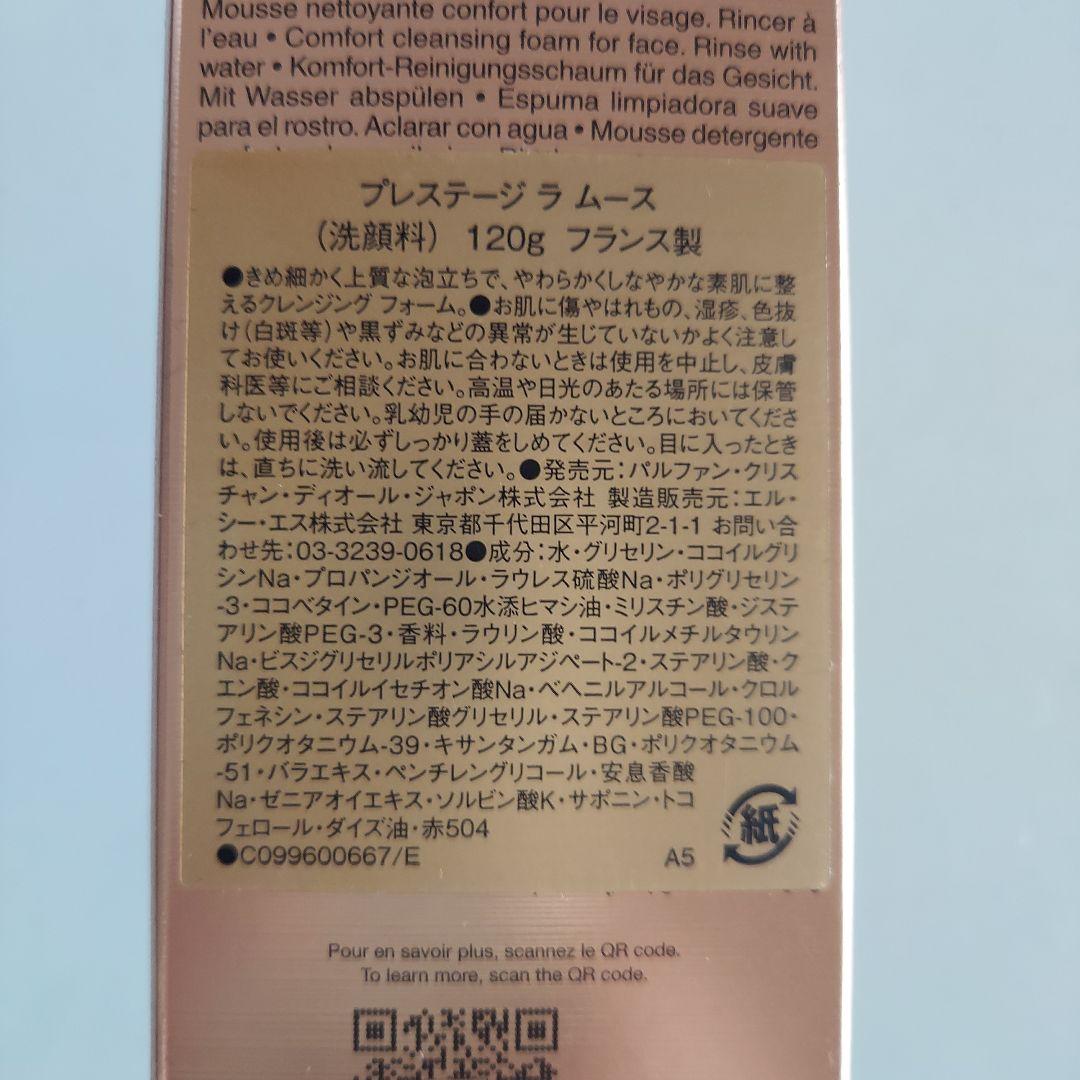 Mousse nettoyante confort pour le visage. Rincer à
l'eau • Comfort cleansing foam for face. Rinse with
water • Komfort-Reinigungsschaum für das Gesicht.
Mit Wasser abspülen • Espuma limpiadora suave
para el rostro. Aclarar con agua • Mousse detergente
プレステージ ラ ムース
(洗顔料) 120g フランス製
●きめ細かく上質な泡立ちで、やわらかくしなやかな素肌に整
えるクレンジング フォーム。●お肌に傷やはれもの、湿疹、色抜
け(白斑等)や黒ずみなどの異常が生じていないかよく注意し
てお使いください。お肌に合わないときは使用を中止し、皮膚
科医等にご相談ください。高温や日光のあたる場所には保管
しないでください。乳幼児の手の届かないところにおいてくださ
い。使用後は必ずしっかり蓋をしめてください。目に入ったとき
は、直ちに洗い流してください。●発売元:パルファン・クリス
チャン・ディオール・ジャポン株式会社 製造販売元:エル・
シー・エス株式会社 東京都千代田区平河町2-1-1 お問い合
わせ先:03-3239-0618●成分:水・グリセリン・ココイルグリ
シンNa・プロパンジオール・ラウレス硫酸Na・ポリグリセリン
-3・ココベタイン・PEG-60水添ヒマシ油・ミリスチン酸・ジステ
アリン酸PEG-3・香料・ラウリン酸・ココイルメチルタウリン
Na・ビスジグリセリルポリアシルアジペート-2・ステアリン酸・ク
エン酸・ココイルイセチオン酸Na・ベヘニルアルコール・クロル
フェネシン・ステアリン酸グリセリル・ステアリン酸PEG-100・
ポリクオタニウム-39・キサンタンガム・BG・ポリクオタニウム
-51・バラエキス・ペンチレングリコール・安息香酸
Na・ゼニアオイエキス・ソルビン酸K・サポニン・トコ
フェロール・ダイズ油・赤504
●C099600667/E A5
紙
Pour en savoir plus, scannez le QR code.
To learn more, scan the QR code.